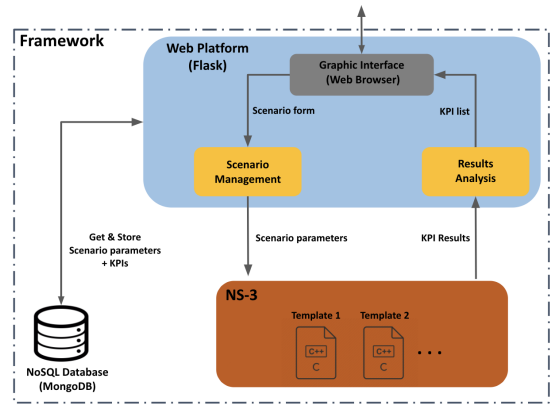 Framework
Web Platform
(Flask)
Graphic Interface
(Web Browser)
Scenario form
KPI list
Scenario
Management
Results
Analysis
Get & Store
Scenario parameters
+ KPIs
Scenario parameters
KPI Results
NS-3
Template 1
Template 2
C++
C
C++
C
...
NoSQL Database
(MongoDB)